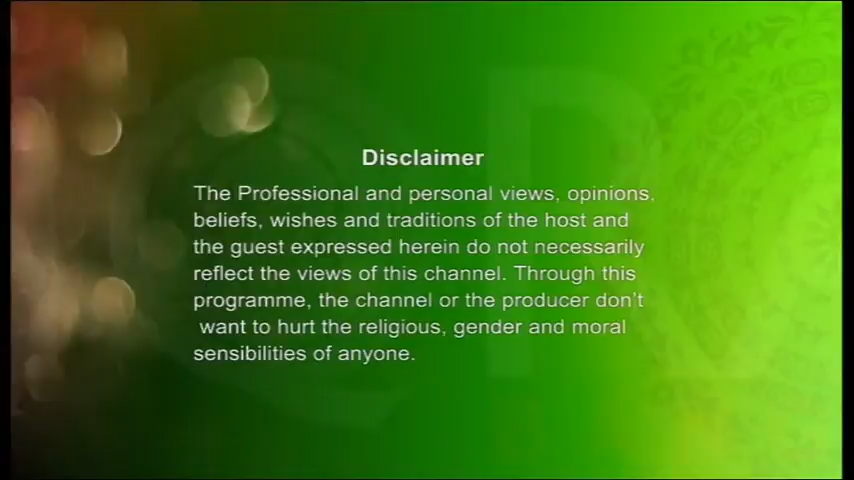 Disclaimer
The Professional and personal views, opinions,
beliefs, wishes and traditions of the host and
the guest expressed herein do not necessarily
reflect the views of this channel. Through this
programme, the channel or the producer don't
want to hurt the religious, gender and moral
sensibilities of anyone.